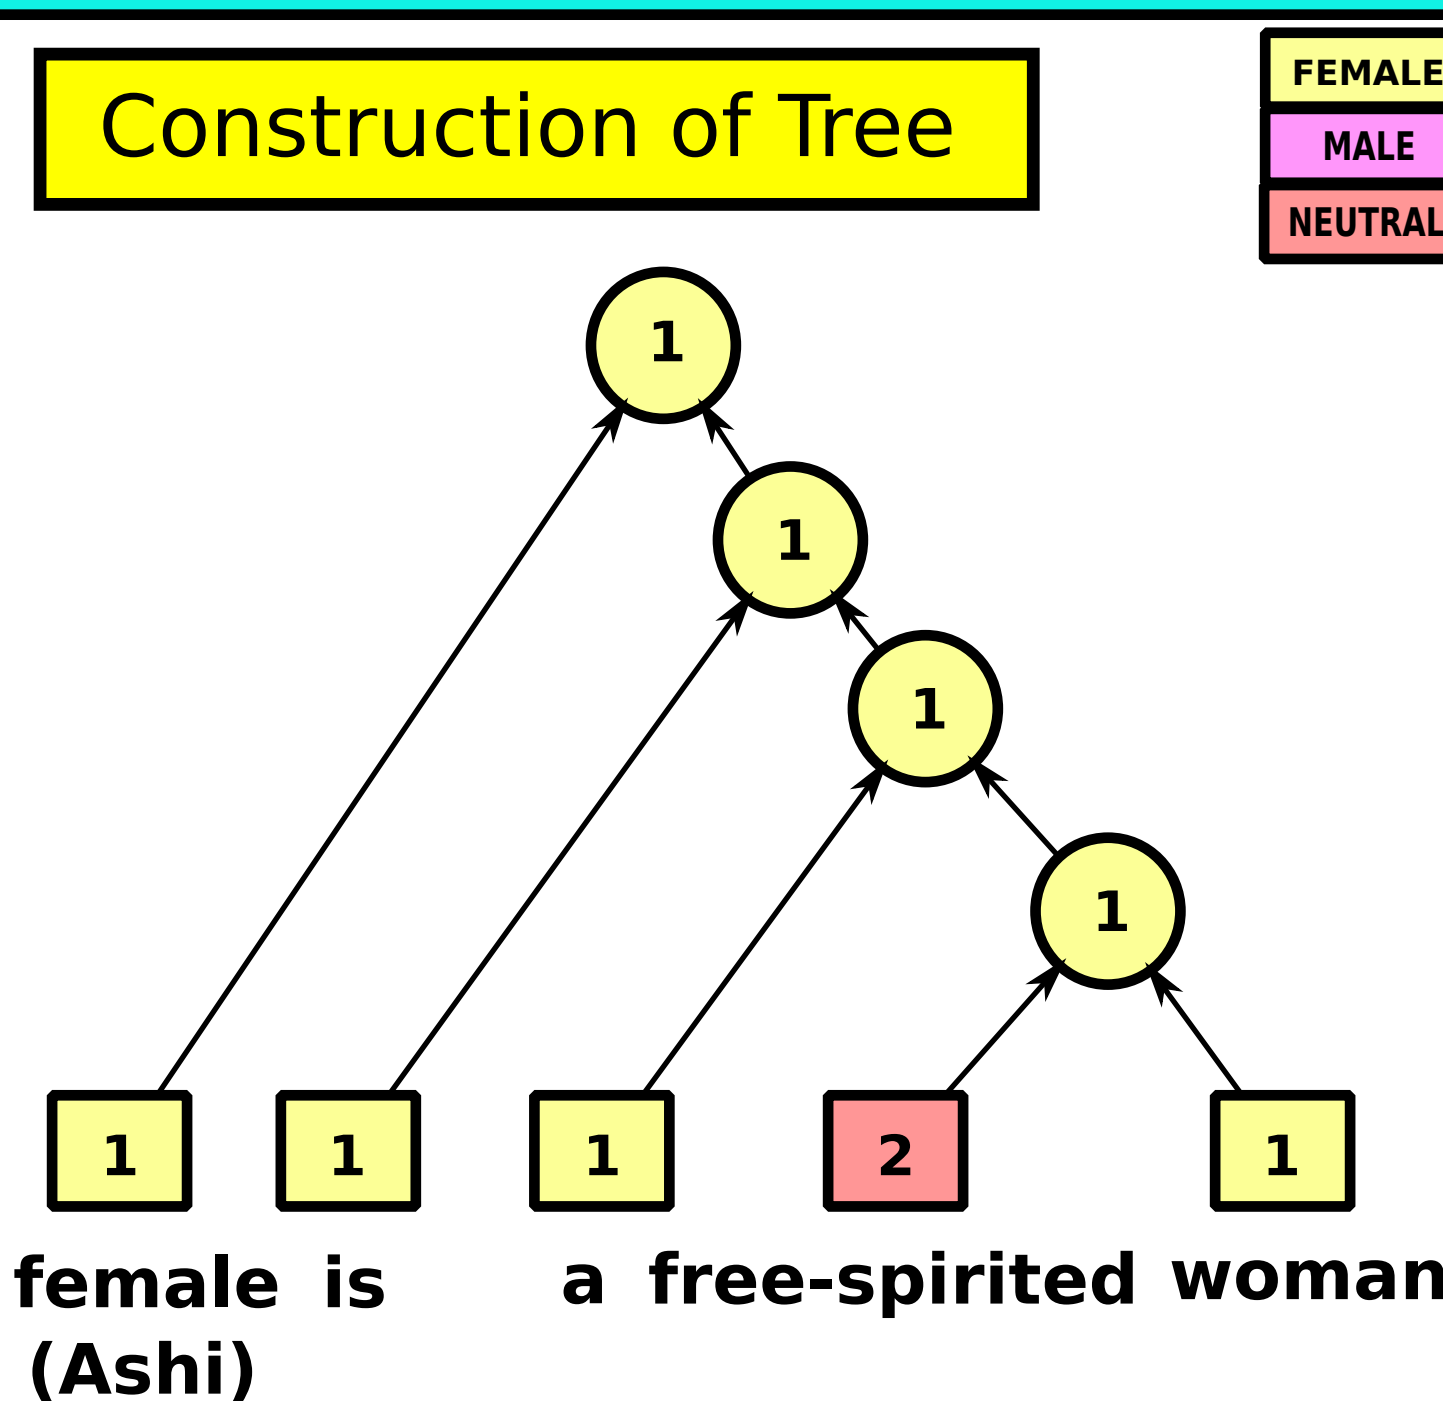 Construction of Tree
FEMALE
MALE
NEUTRAL
1
1
1
1
1 1 1 2 1
female is a free-spirited woman
(Ashi)